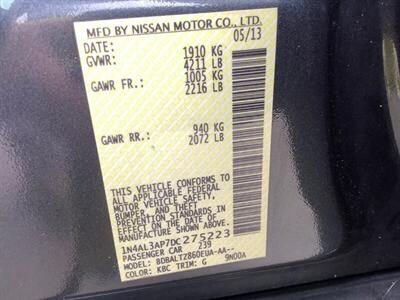 MFD BY NISSAN MOTOR CO., LTD.
DATE: 05/13
GVWR: 1910 KG
4211 LB
GAWR FR.: 1005 KG
2216 LB
GAWR RR.: 940 KG
2072 LB
THIS VEHICLE CONFORMS TO
ALL APPLICABLE FEDERAL
MOTOR VEHICLE SAFETY,
BUMPER, AND THEFT
PREVENTION STANDARDS IN
EFFECT ON THE DATE OF
MANUFACTURE SHOWN ABOVE.
1N4AL3AP7DC275223
PASSENGER CAR 239
MODEL: BDBALTZ860EUA-AA--
COLOR: KBC TRIM: G 9N00A